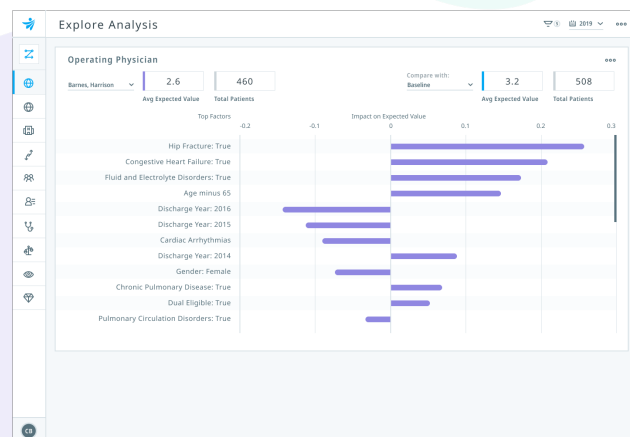 Explore Analysis
1 2019
Operating Physician
Barnes, Harrison
2.6
460
Avg Expected Value Total Patients
Compare with:
Baseline
3.2
508
Avg Expected Value Total Patients
Top Factors
Impact on Expected Value
-0.2 -0.1 0 0.1 0.2 0.3
Hip Fracture: True
Congestive Heart Failure: True
Fluid and Electrolyte Disorders: True
Age minus 65
Discharge Year: 2016
Discharge Year: 2015
Cardiac Arrhythmias
Discharge Year: 2014
Gender: Female
Chronic Pulmonary Disease: True
Dual Eligible: True
Pulmonary Circulation Disorders: True
CB